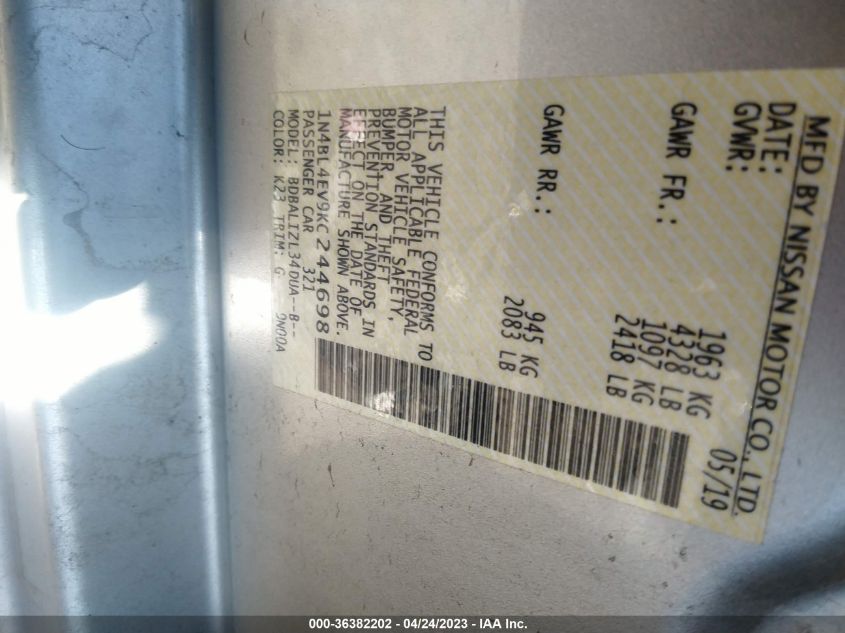 MFD BY NISSAN MOTOR CO., LTD.
DATE: 05/19
GVWR: 1963 KG
4328 LB
GAWR FR.: 1097 KG
2418 LB
GAWR RR.: 945 KG
2083 LB
THIS VEHICLE CONFORMS TO
ALL APPLICABLE FEDERAL
MOTOR VEHICLE SAFETY,
BUMPER, AND THEFT
PREVENTION STANDARDS IN
EFFECT ON THE DATE OF
MANUFACTURE SHOWN ABOVE.
1N4BL4EV9KC244698
PASSENGER CAR 321
MODEL: BDBALIZL34DUA--B--
COLOR: K23 TRIM: G 9N00A
000-36382202 - 04/24/2023 - IAA Inc.